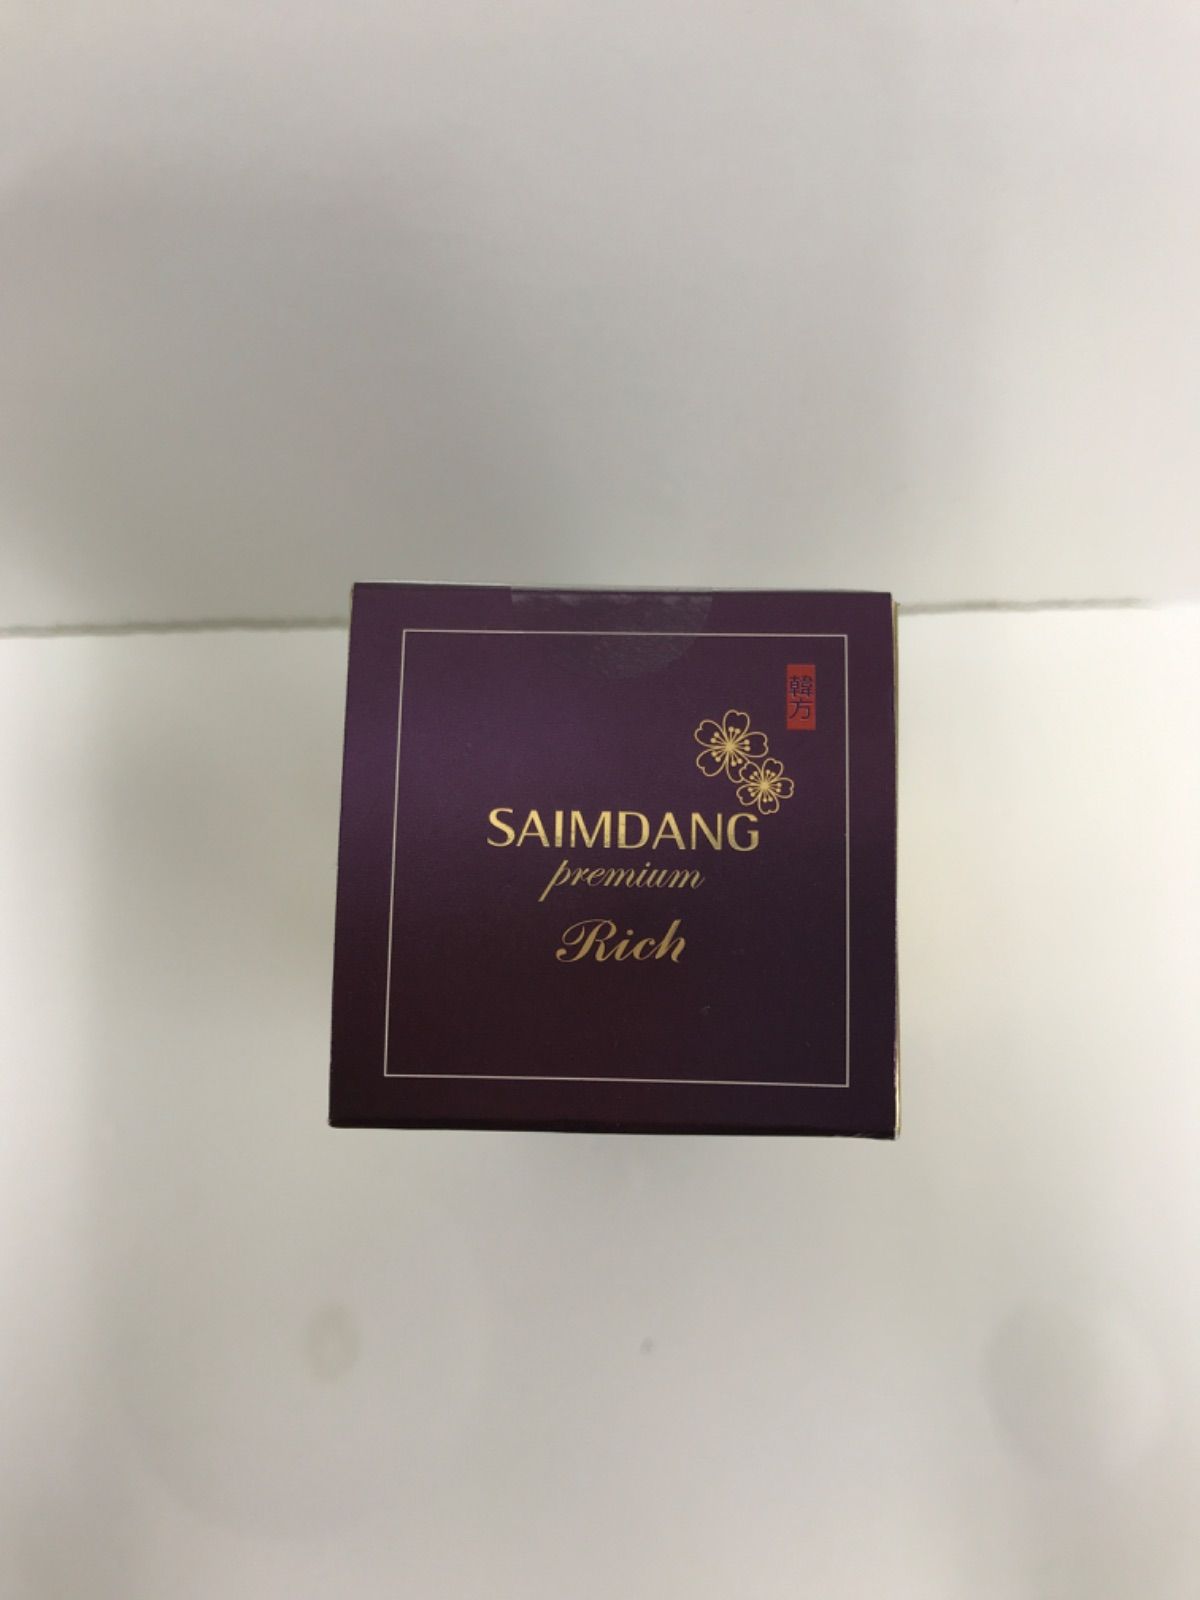 韓方
SAIMDANG
premium
Rich